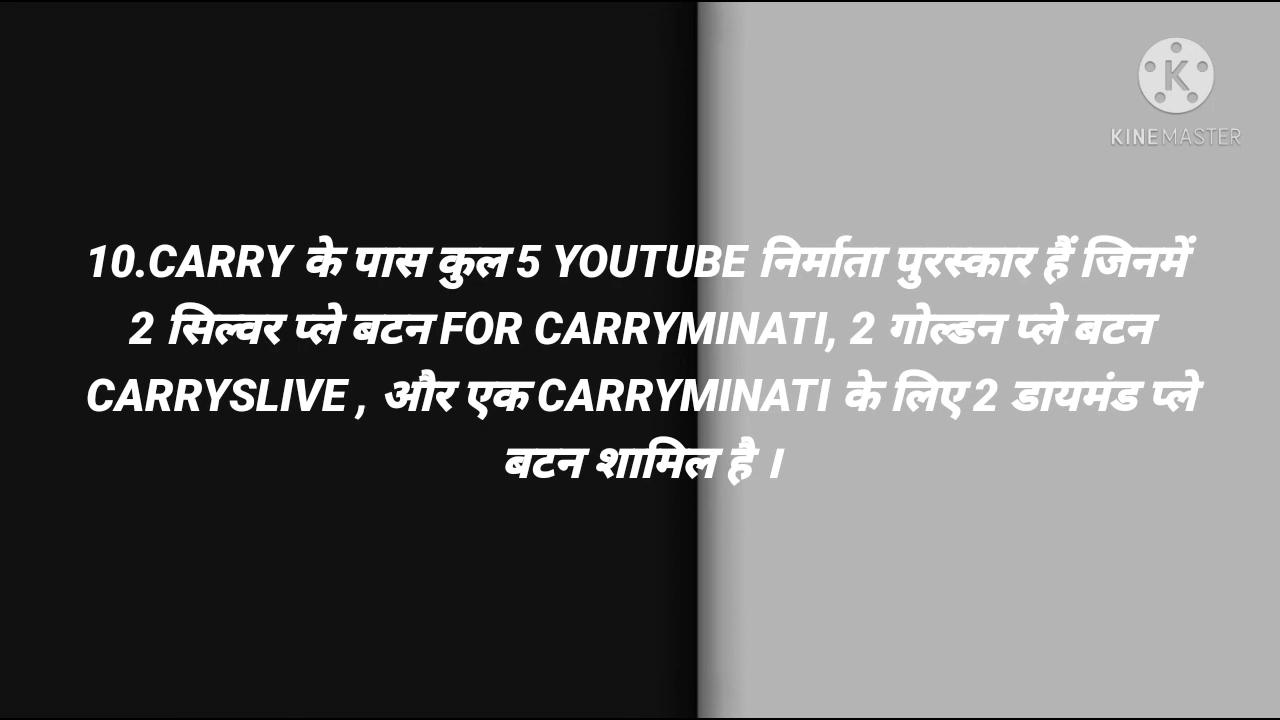 K
KINEMASTER
10.CARRY के पास कुल 5 YOUTUBE निर्माता पुरस्कार हैं जिनमें
2 सिल्वर प्ले बटन FOR CARRYMINATI, 2 गोल्डन प्ले बटन
CARRYSLIVE , और एक CARRYMINATI के लिए 2 डायमंड प्ले
बटन शामिल है ।